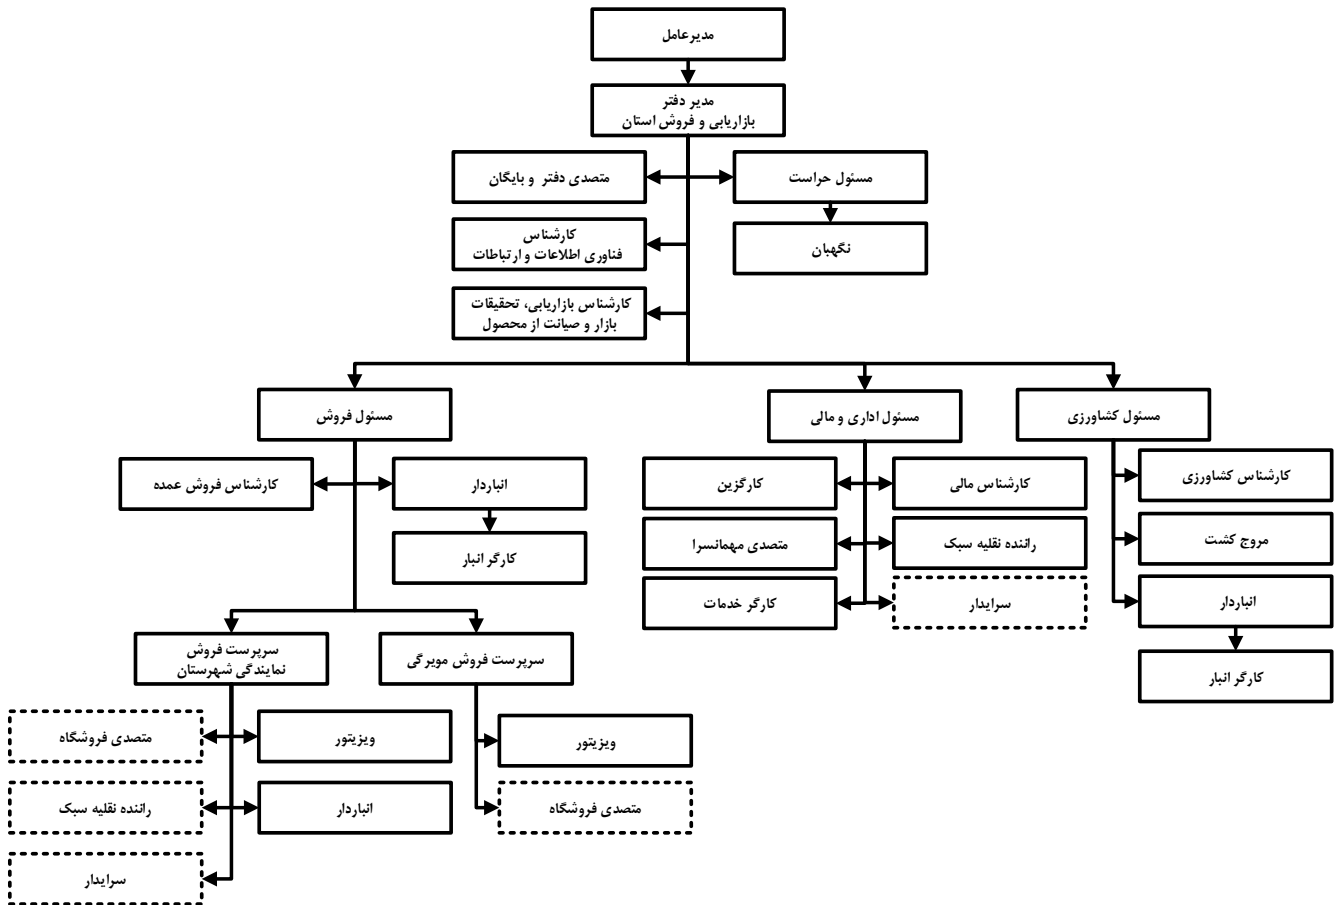 مدیرعامل
مدیر دفتر
بازاریابی و فروش استان
مسئول حراست
متصدی دفتر و بایگان
نگهبان
کارشناس
فناوری اطلاعات و ارتباطات
کارشناس بازاریابی، تحقیقات
بازار و صیانت از محصول
مسئول کشاورزی
مسئول اداری و مالی
مسئول فروش
کارشناس کشاورزی
مروج کشت
انباردار
کارگر انبار
کارشناس مالی
کارگزین
راننده نقلیه سبک
متصدی مهمانسرا
سرایدار
کارگر خدمات
انباردار
کارشناس فروش عمده
کارگر انبار
سرپرست فروش مویرگی
سرپرست فروش
نمایندگی شهرستان
ویزیتور
متصدی فروشگاه
ویزیتور
متصدی فروشگاه
انباردار
راننده نقلیه سبک
سرایدار